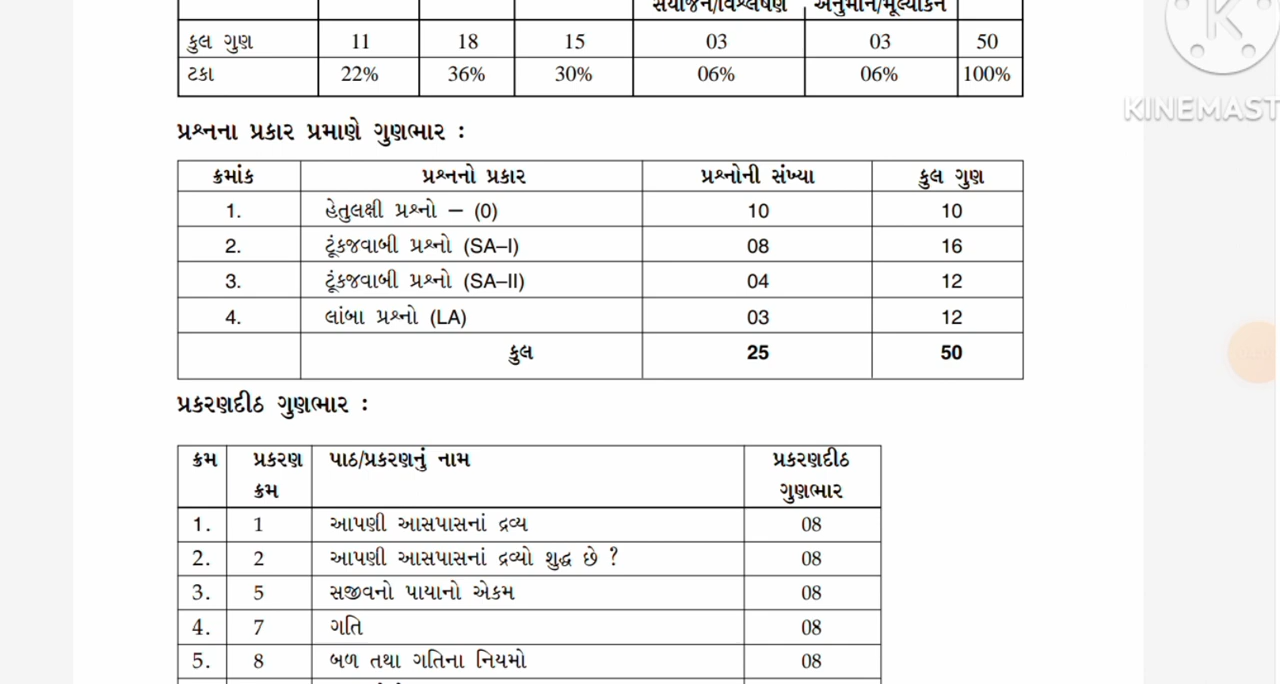 સંયોજન/વિશ્લેષણ અનુમાન/મૂલ્યાંકન
કુલ ગુણ 11 18 15 03 03 50
ટકા 22% 36% 30% 06% 06% 100%
KINEMAST
પ્રશ્નના પ્રકાર પ્રમાણે ગુણભાર :
ક્રમાંક પ્રશ્નનો પ્રકાર પ્રશ્નોની સંખ્યા કુલ ગુણ
1. હેતુલક્ષી પ્રશ્નો – (0) 10 10
2. ટૂંકજવાબી પ્રશ્નો (SA–I) 08 16
3. ટૂંકજવાબી પ્રશ્નો (SA–II) 04 12
4. લાંબા પ્રશ્નો (LA) 03 12
કુલ 25 50
પ્રકરણદીઠ ગુણભાર :
ક્રમ પ્રકરણ પાઠ/પ્રકરણનું નામ પ્રકરણદીઠ
ક્રમ ગુણભાર
1. 1 આપણી આસપાસનાં દ્રવ્ય 08
2. 2 આપણી આસપાસનાં દ્રવ્યો શુદ્ધ છે ? 08
3. 5 સજીવનો પાયાનો એકમ 08
4. 7 ગતિ 08
5. 8 બળ તથા ગતિના નિયમો 08